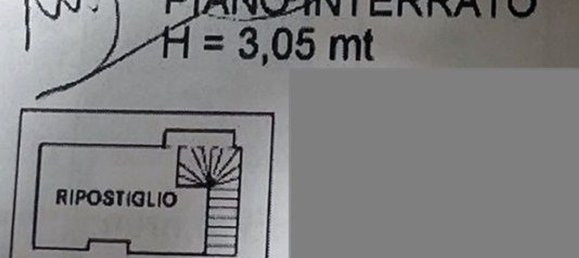 PIANO INTERRATO
H = 3,05 mt
RIPOSTIGLIO